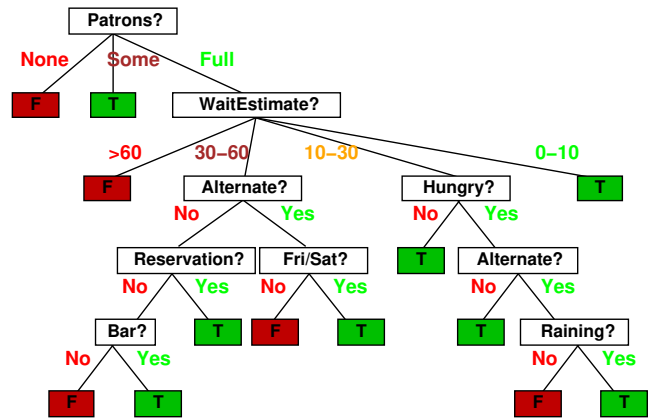 Patrons?
None Some Full
F T WaitEstimate?
>60 30–60 10–30 0–10
F Alternate? Hungry? T
No Yes No Yes
Reservation? Fri/Sat? T Alternate?
No Yes No Yes No Yes
Bar? T F T T Raining?
No Yes No Yes
F T F T